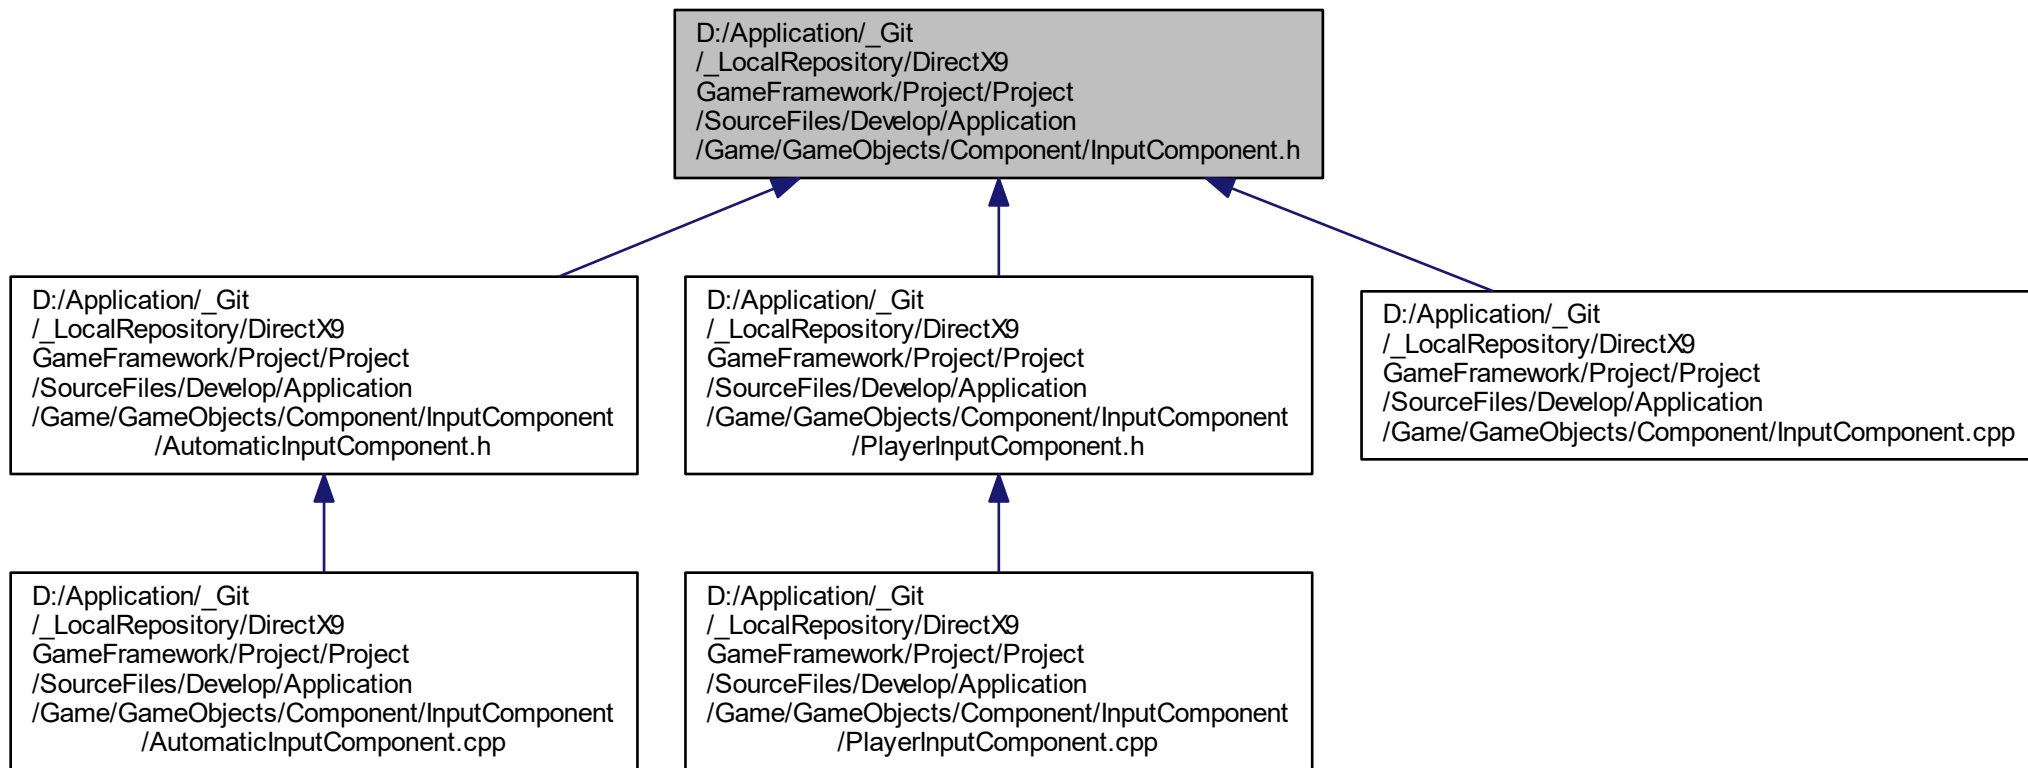 D:/Application/_Git
/_LocalRepository/DirectX9
GameFramework/Project/Project
/SourceFiles/Develop/Application
/Game/GameObjects/Component/InputComponent.h
D:/Application/_Git
/_LocalRepository/DirectX9
GameFramework/Project/Project
/SourceFiles/Develop/Application
/Game/GameObjects/Component/InputComponent
/AutomaticInputComponent.h
D:/Application/_Git
/_LocalRepository/DirectX9
GameFramework/Project/Project
/SourceFiles/Develop/Application
/Game/GameObjects/Component/InputComponent
/PlayerInputComponent.h
D:/Application/_Git
/_LocalRepository/DirectX9
GameFramework/Project/Project
/SourceFiles/Develop/Application
/Game/GameObjects/Component/InputComponent.cpp
D:/Application/_Git
/_LocalRepository/DirectX9
GameFramework/Project/Project
/SourceFiles/Develop/Application
/Game/GameObjects/Component/InputComponent
/AutomaticInputComponent.cpp
D:/Application/_Git
/_LocalRepository/DirectX9
GameFramework/Project/Project
/SourceFiles/Develop/Application
/Game/GameObjects/Component/InputComponent
/PlayerInputComponent.cpp